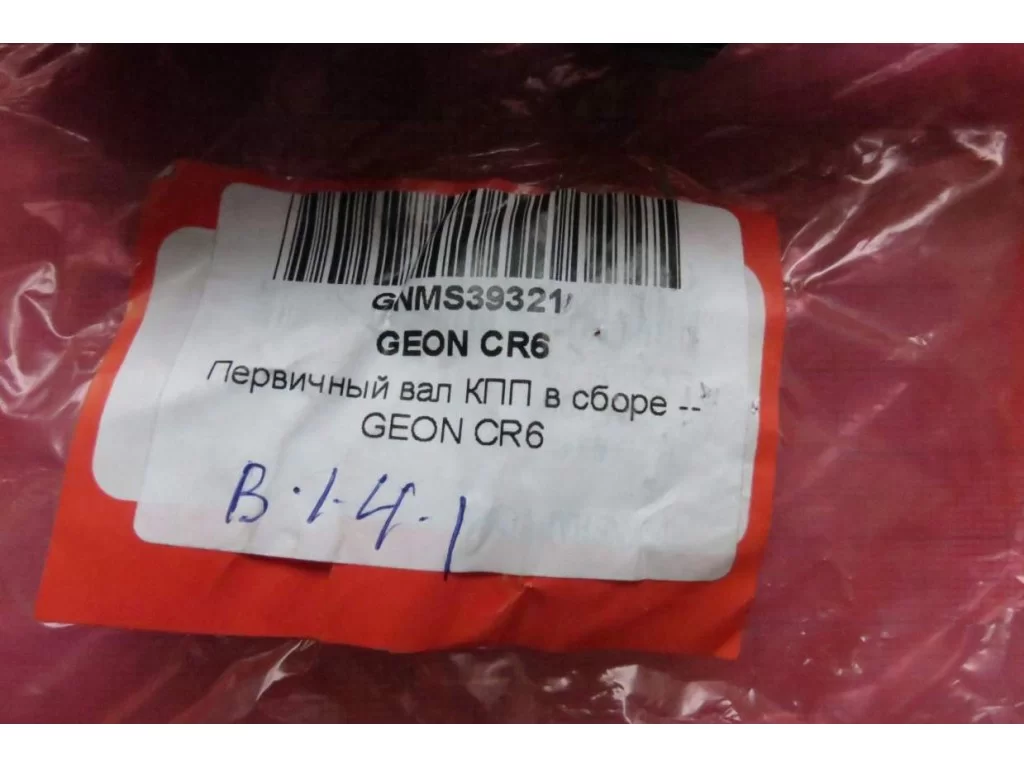 GNMS39321
GEON CR6
Первичный вал КПП в сборе --
GEON CR6
В.1-4.1